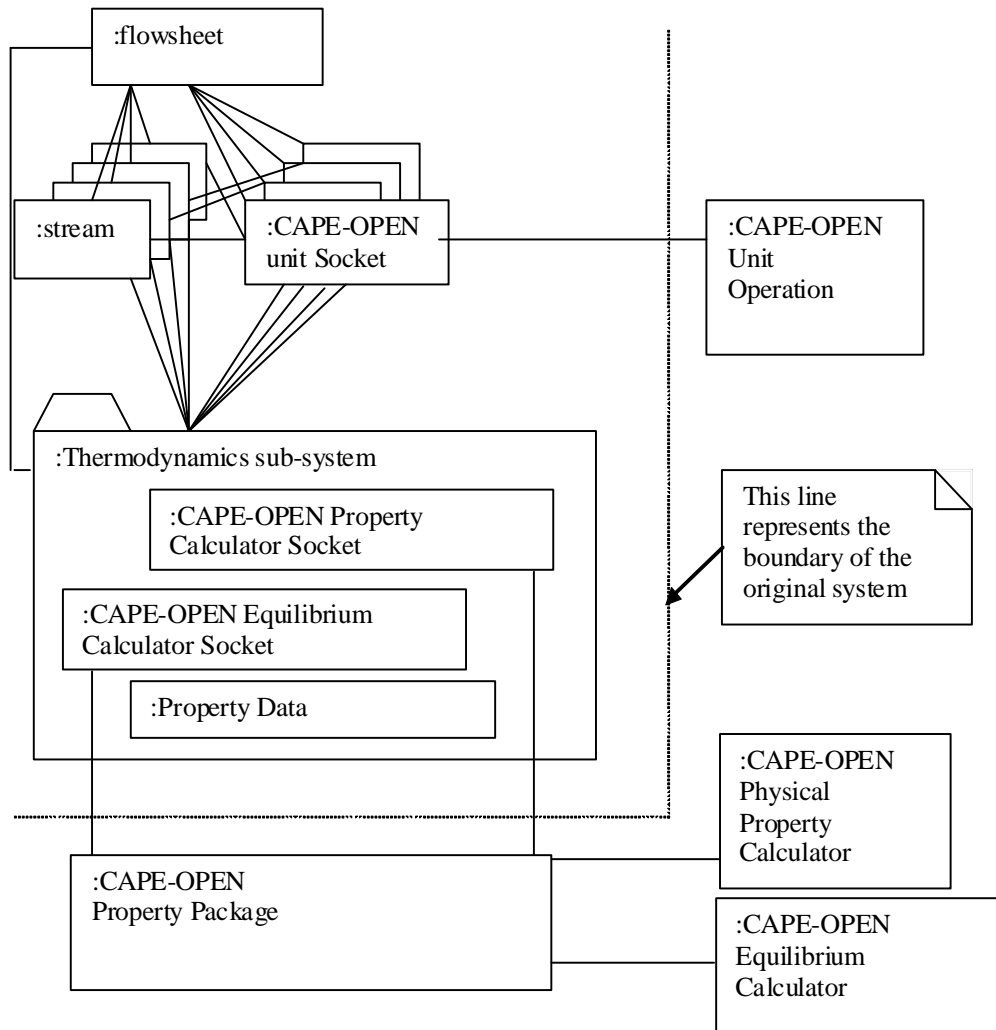 :flowsheet
:stream
:CAPE-OPEN
unit Socket
:CAPE-OPEN
Unit
Operation
:Thermodynamics sub-system
:CAPE-OPEN Property
Calculator Socket
:CAPE-OPEN Equilibrium
Calculator Socket
:Property Data
This line
represents the
boundary of the
original system
:CAPE-OPEN
Physical
Property
Calculator
:CAPE-OPEN
Property Package
:CAPE-OPEN
Equilibrium
Calculator